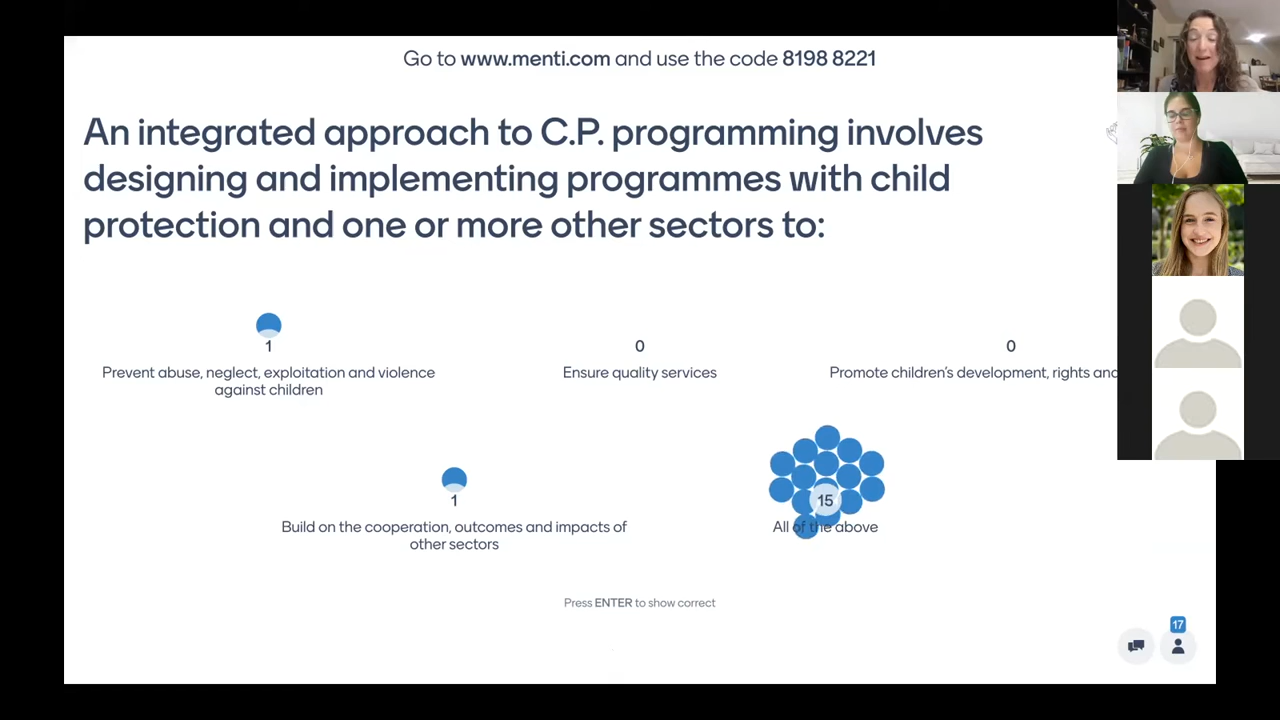 Go to www.menti.com and use the code 8198 8221
An integrated approach to C.P. programming involves
designing and implementing programmes with child
protection and one or more other sectors to:
1
0
0
Prevent abuse, neglect, exploitation and violence
against children
Ensure quality services
Promote children's development, rights and
1
15
Build on the cooperation, outcomes and impacts of
other sectors
All of the above
Press ENTER to show correct
17